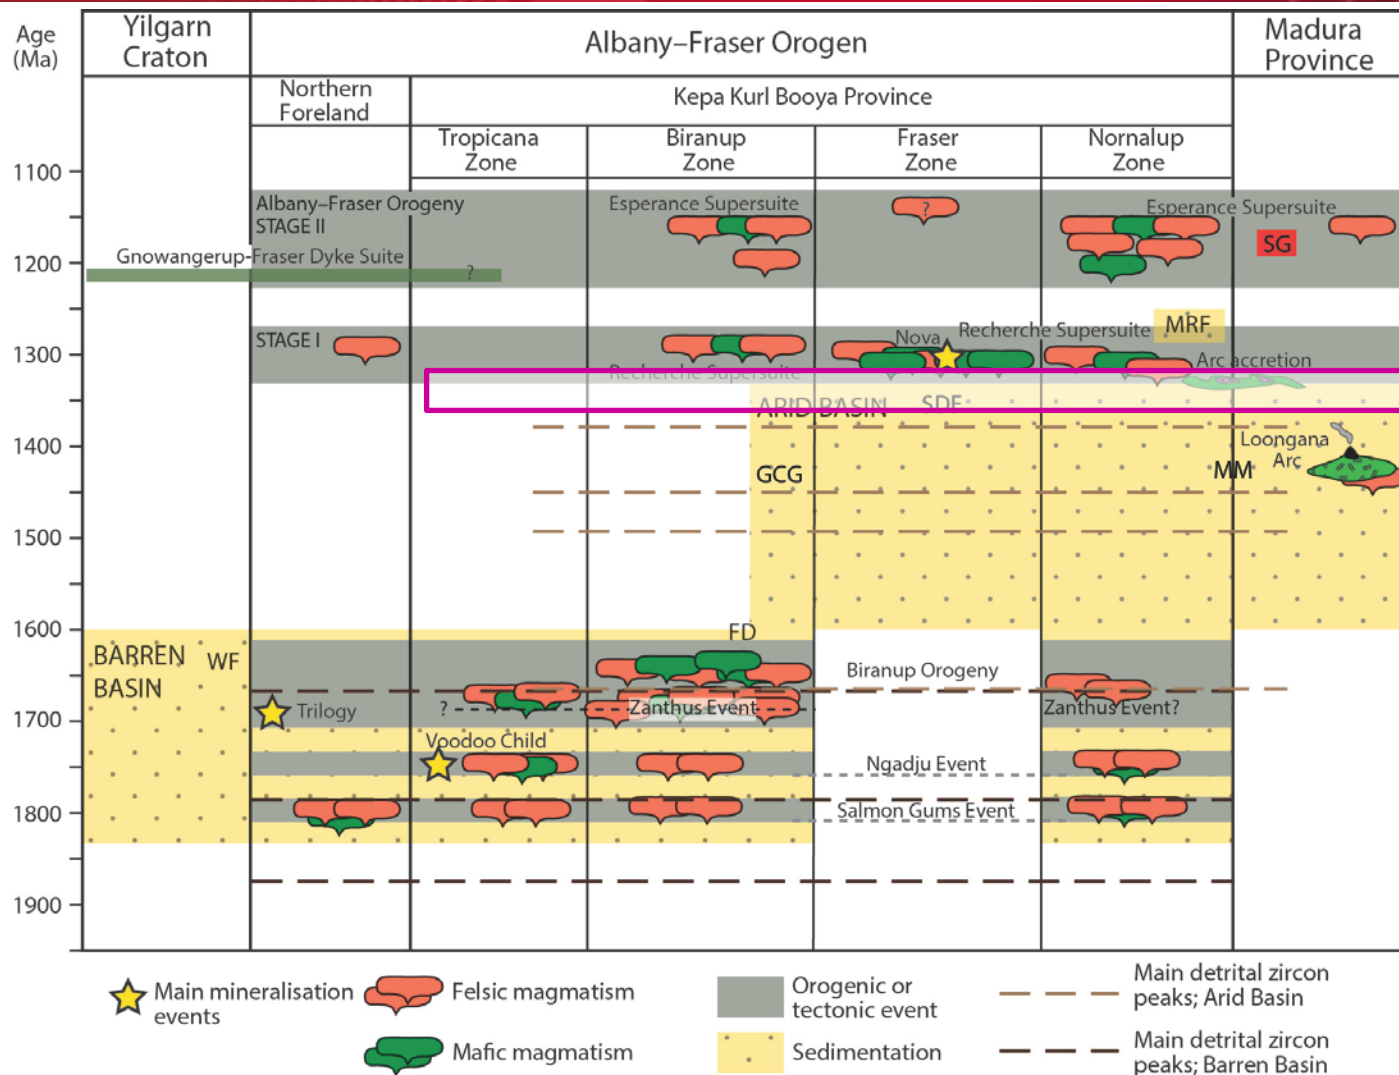 Age
(Ma)
Yilgarn
Craton
Albany–Fraser Orogen
Madura
Province
Northern
Foreland
Kepa Kurl Booya Province
Tropicana
Zone
Biranup
Zone
Fraser
Zone
Nornalup
Zone
1100
Albany–Fraser Orogeny
STAGE II
Esperance Supersuite
?
Esperance Supersuite
SG
Gnowangerup-Fraser Dyke Suite
?
1200
STAGE I
Nova
Recherche Supersuite
MRF
1300
Recherche Supersuite
Arc accretion
ARID BASIN
SDF
1400
Loongana
Arc
GCG
MM
1500
1600
FD
BARREN
BASIN
WF
Biranup Orogeny
Trilogy
?
Zanthus Event
Zanthus Event?
1700
Voodoo Child
Ngadju Event
1800
Salmon Gums Event
1900
Main mineralisation
events
Felsic magmatism
Mafic magmatism
Orogenic or
tectonic event
Sedimentation
Main detrital zircon
peaks; Arid Basin
Main detrital zircon
peaks; Barren Basin